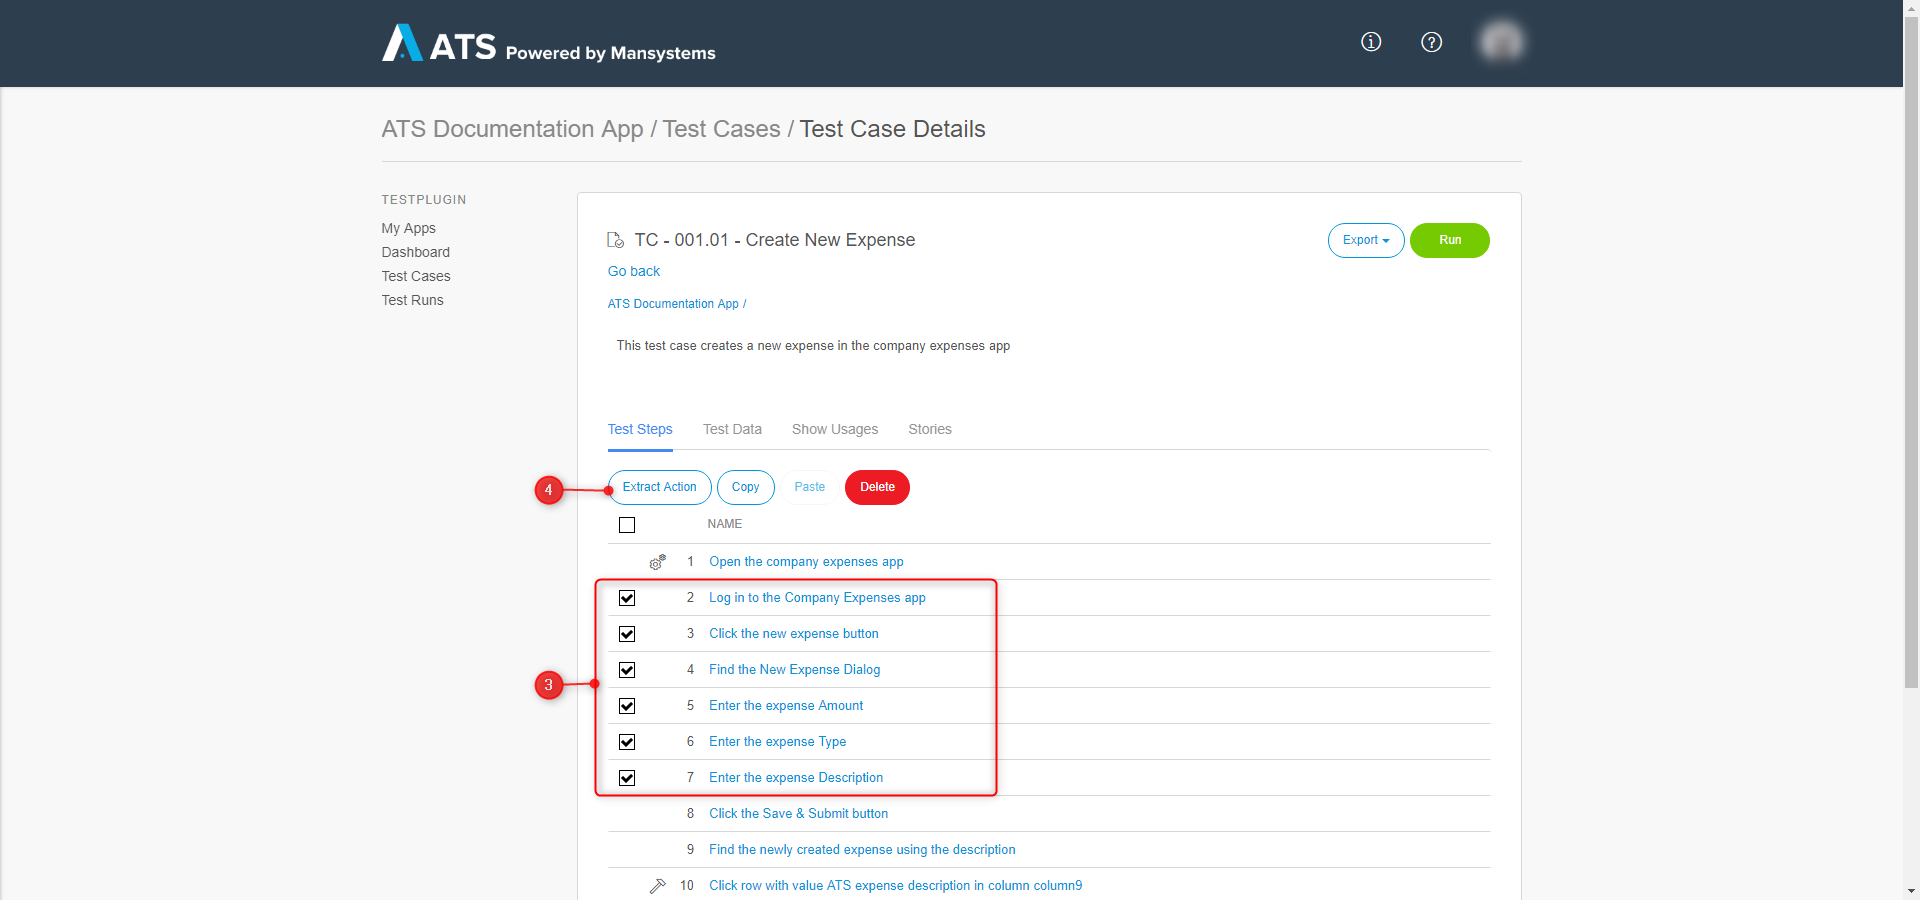 ATS Powered by Mansystems
ATS Documentation App / Test Cases / Test Case Details
TESTPLUGIN
My Apps
Dashboard
Test Cases
Test Runs
TC - 001.01 - Create New Expense
Export
Run
Go back
ATS Documentation App /
This test case creates a new expense in the company expenses app
Test Steps Test Data Show Usages Stories
4
Extract Action Copy Paste Delete
NAME
1 Open the company expenses app
2 Log in to the Company Expenses app
3 Click the new expense button
4 Find the New Expense Dialog
3
5 Enter the expense Amount
6 Enter the expense Type
7 Enter the expense Description
8 Click the Save & Submit button
9 Find the newly created expense using the description
10 Click row with value ATS expense description in column column9